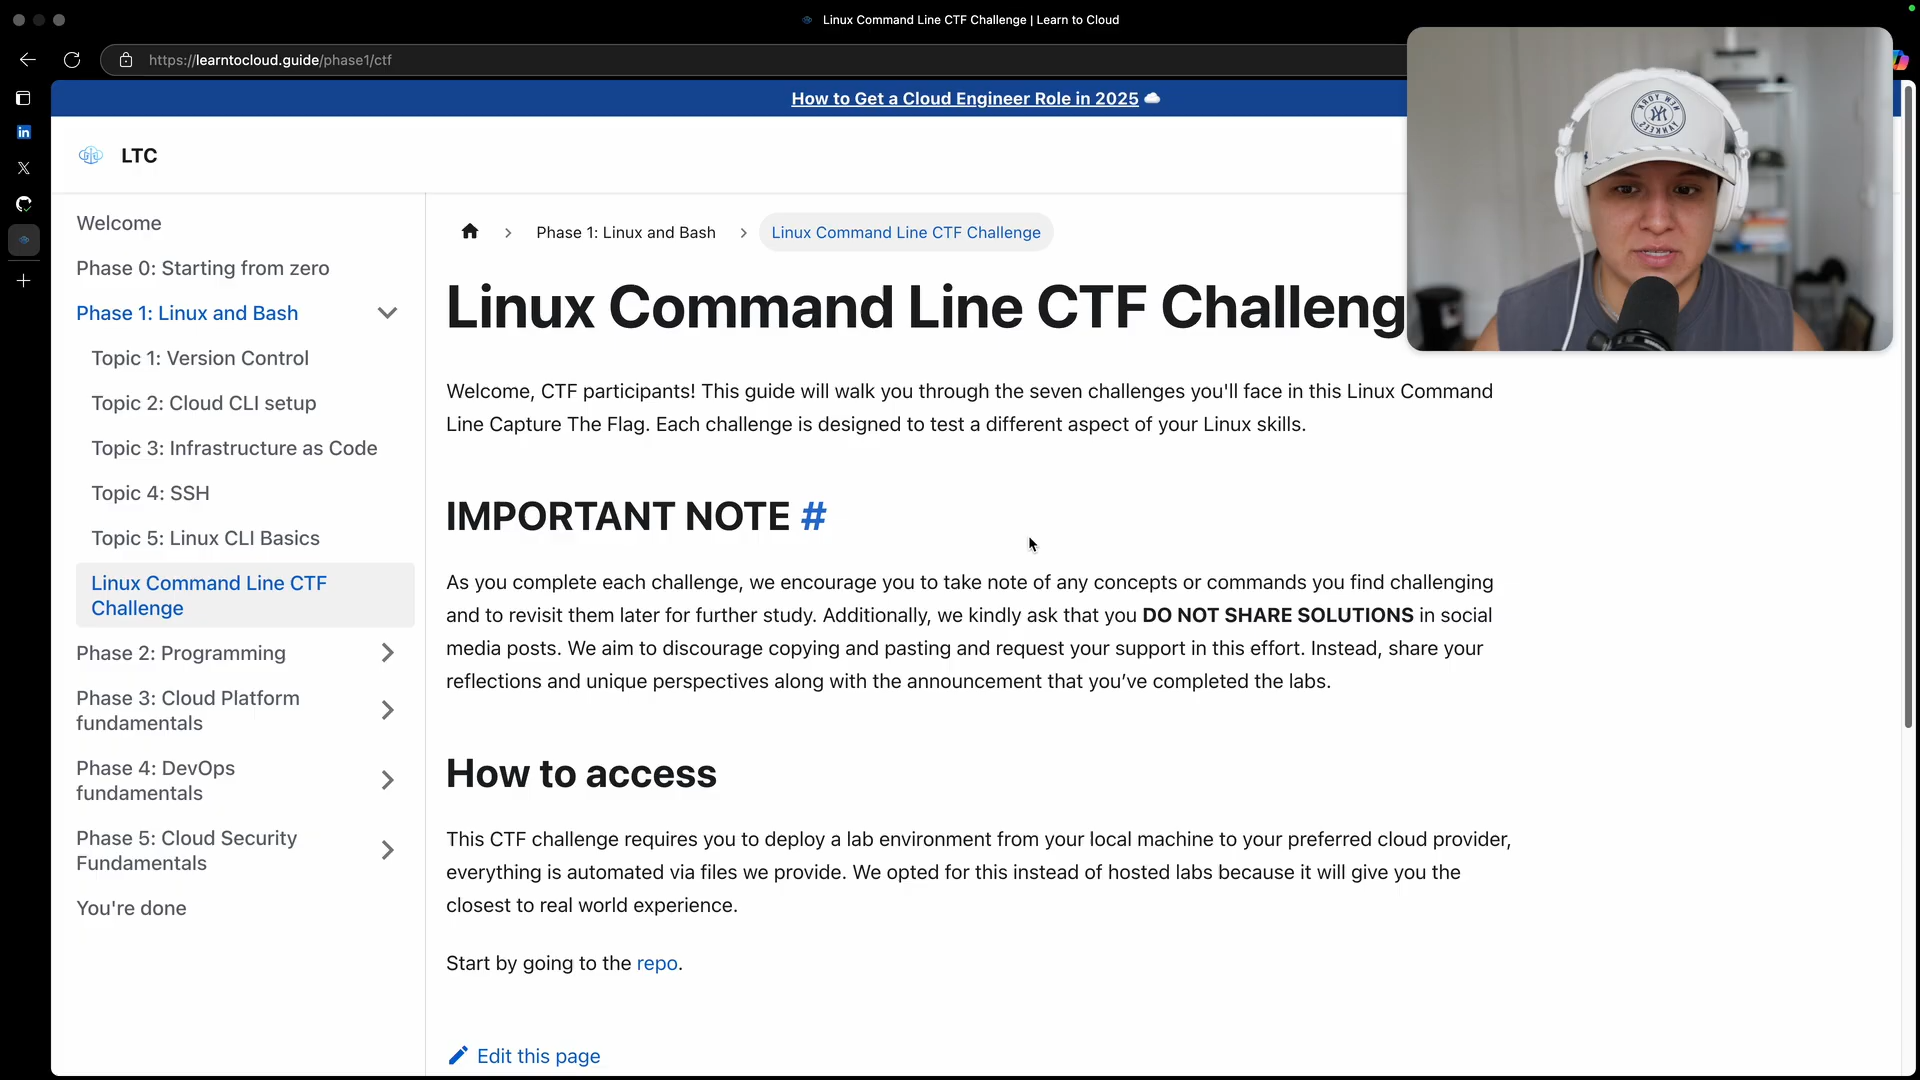 Linux Command Line CTF Challenge | Learn to Cloud
https://learntocloud.guide/phase1/ctf
How to Get a Cloud Engineer Role in 2025
LTC
Welcome
Phase 0: Starting from zero
Phase 1: Linux and Bash
Topic 1: Version Control
Topic 2: Cloud CLI setup
Topic 3: Infrastructure as Code
Topic 4: SSH
Topic 5: Linux CLI Basics
Linux Command Line CTF
Challenge
Phase 2: Programming
Phase 3: Cloud Platform
fundamentals
Phase 4: DevOps
fundamentals
Phase 5: Cloud Security
Fundamentals
You're done
Phase 1: Linux and Bash
Linux Command Line CTF Challenge
Linux Command Line CTF Challeng
Welcome, CTF participants! This guide will walk you through the seven challenges you'll face in this Linux Command
Line Capture The Flag. Each challenge is designed to test a different aspect of your Linux skills.
IMPORTANT NOTE #
As you complete each challenge, we encourage you to take note of any concepts or commands you find challenging
and to revisit them later for further study. Additionally, we kindly ask that you DO NOT SHARE SOLUTIONS in social
media posts. We aim to discourage copying and pasting and request your support in this effort. Instead, share your
reflections and unique perspectives along with the announcement that you’ve completed the labs.
How to access
This CTF challenge requires you to deploy a lab environment from your local machine to your preferred cloud provider,
everything is automated via files we provide. We opted for this instead of hosted labs because it will give you the
closest to real world experience.
Start by going to the repo.
Edit this page
NEW YORK
YANKEES